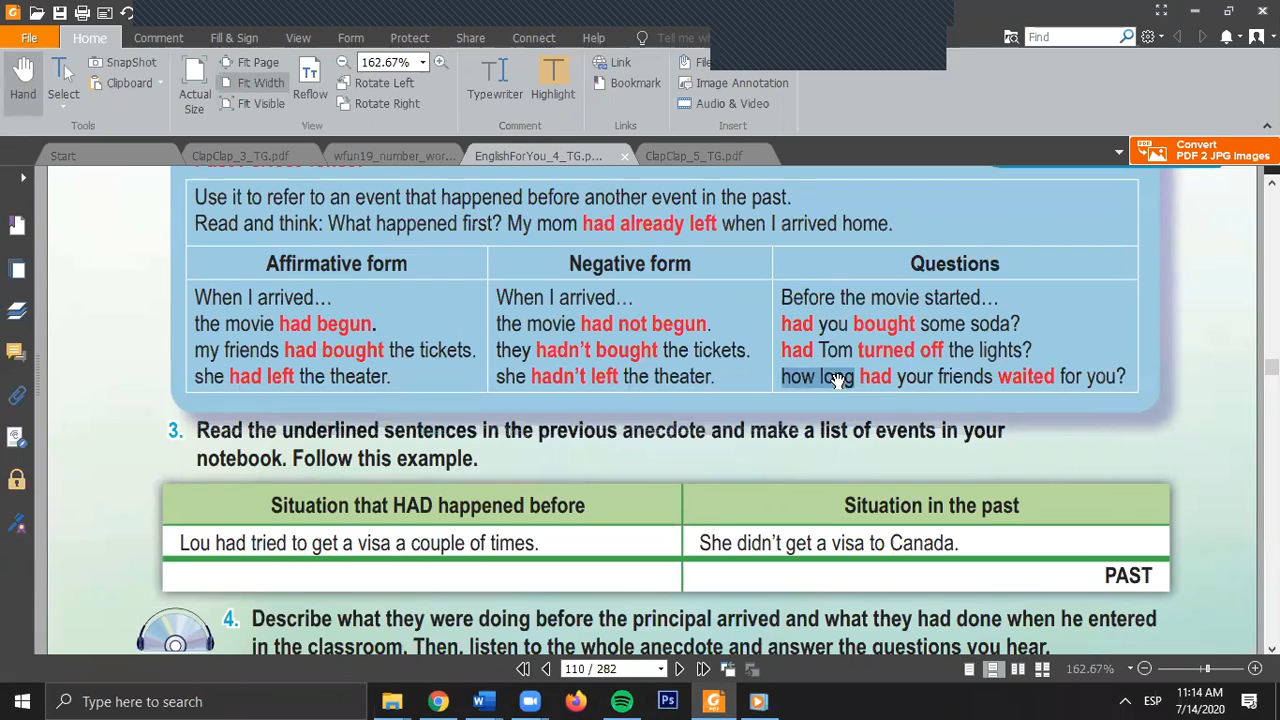 File Home Comment Fill & Sign View Form Protect Share Connect Help Tell me Find
SnapShot Fit Page 162.67% Link Image Annotation
Clipboard Fit Width Rotate Left Bookmark Audio & Video
Hand Select Actual Size Reflow Fit Visible Rotate Right Typewriter Highlight
Tools View Comment Links Insert
Start ClapClap_3_TG.pdf wfun19_number_wor... EnglishForYou_4_TG.p... ClapClap_5_TG.pdf
Convert
PDF 2 JPG Images
Use it to refer to an event that happened before another event in the past.
Read and think: What happened first? My mom had already left when I arrived home.
Affirmative form Negative form Questions
When I arrived… When I arrived… Before the movie started…
the movie had begun. the movie had not begun. had you bought some soda?
my friends had bought the tickets. they hadn't bought the tickets. had Tom turned off the lights?
she had left the theater. she hadn't left the theater. how long had your friends waited for you?
3. Read the underlined sentences in the previous anecdote and make a list of events in your
notebook. Follow this example.
Situation that HAD happened before Situation in the past
Lou had tried to get a visa a couple of times. She didn't get a visa to Canada.
PAST
4. Describe what they were doing before the principal arrived and what they had done when he entered
in the classroom. Then, listen to the whole anecdote and answer the questions you hear.
110 / 282 162.67%
Type here to search ESP 11:14 AM
7/14/2020